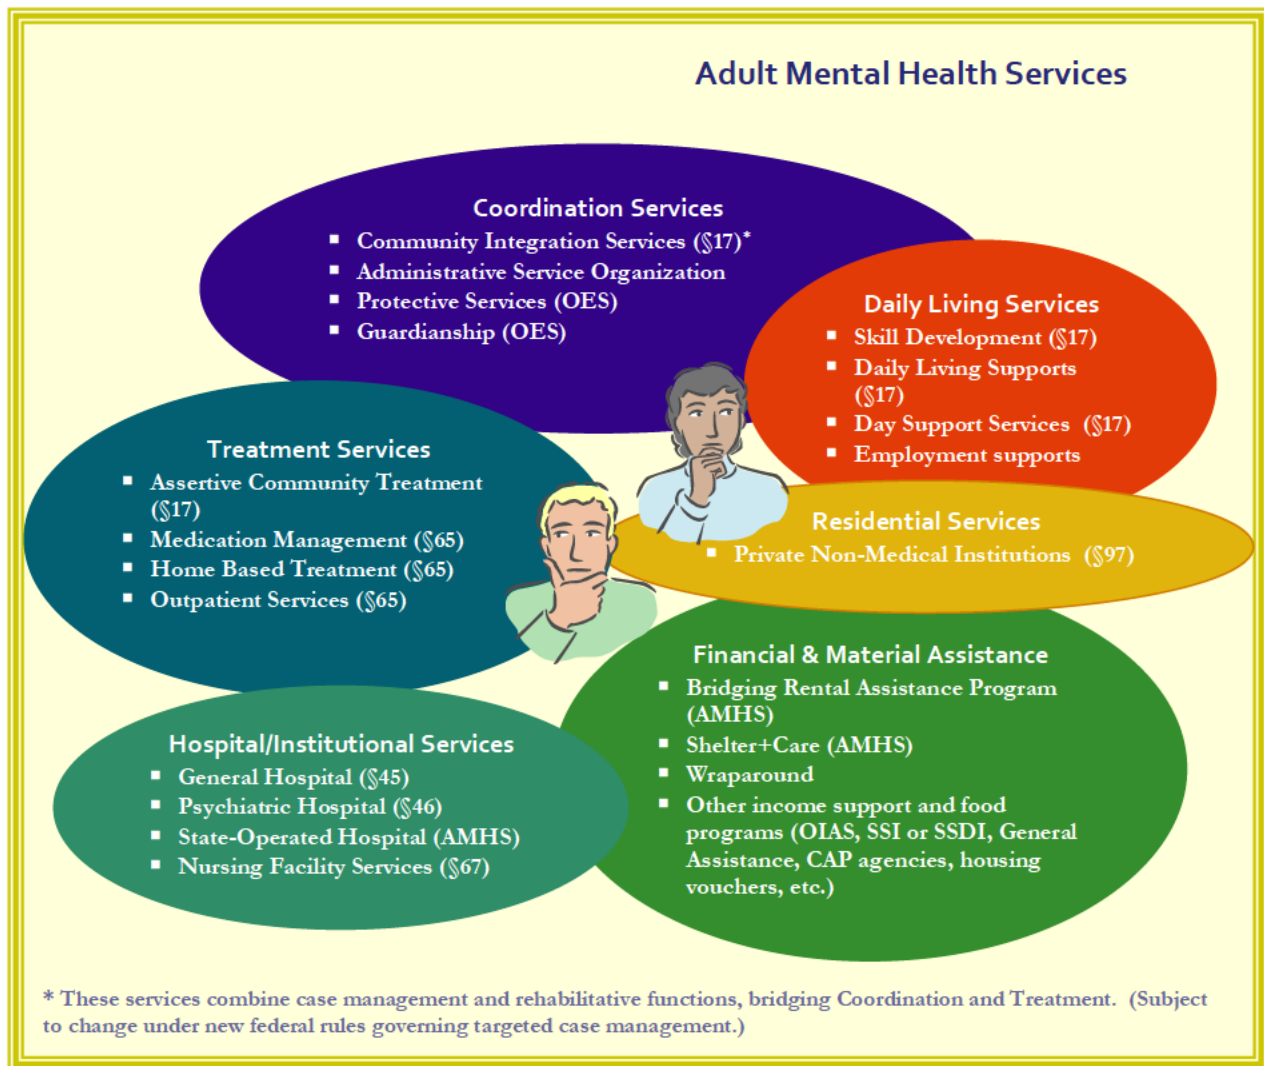 Adult Mental Health Services
Coordination Services
▪ Community Integration Services (§17)*
▪ Administrative Service Organization
▪ Protective Services (OES)
▪ Guardianship (OES)
Daily Living Services
▪ Skill Development (§17)
▪ Daily Living Supports
(§17)
▪ Day Support Services (§17)
▪ Employment supports
Treatment Services
▪ Assertive Community Treatment
(§17)
▪ Medication Management (§65)
▪ Home Based Treatment (§65)
▪ Outpatient Services (§65)
Residential Services
▪ Private Non-Medical Institutions (§97)
Financial & Material Assistance
▪ Bridging Rental Assistance Program
(AMHS)
▪ Shelter+Care (AMHS)
▪ Wraparound
▪ Other income support and food
programs (OIAS, SSI or SSDI, General
Assistance, CAP agencies, housing
vouchers, etc.)
Hospital/Institutional Services
▪ General Hospital (§45)
▪ Psychiatric Hospital (§46)
▪ State-Operated Hospital (AMHS)
▪ Nursing Facility Services (§67)
* These services combine case management and rehabilitative functions, bridging Coordination and Treatment. (Subject
to change under new federal rules governing targeted case management.)